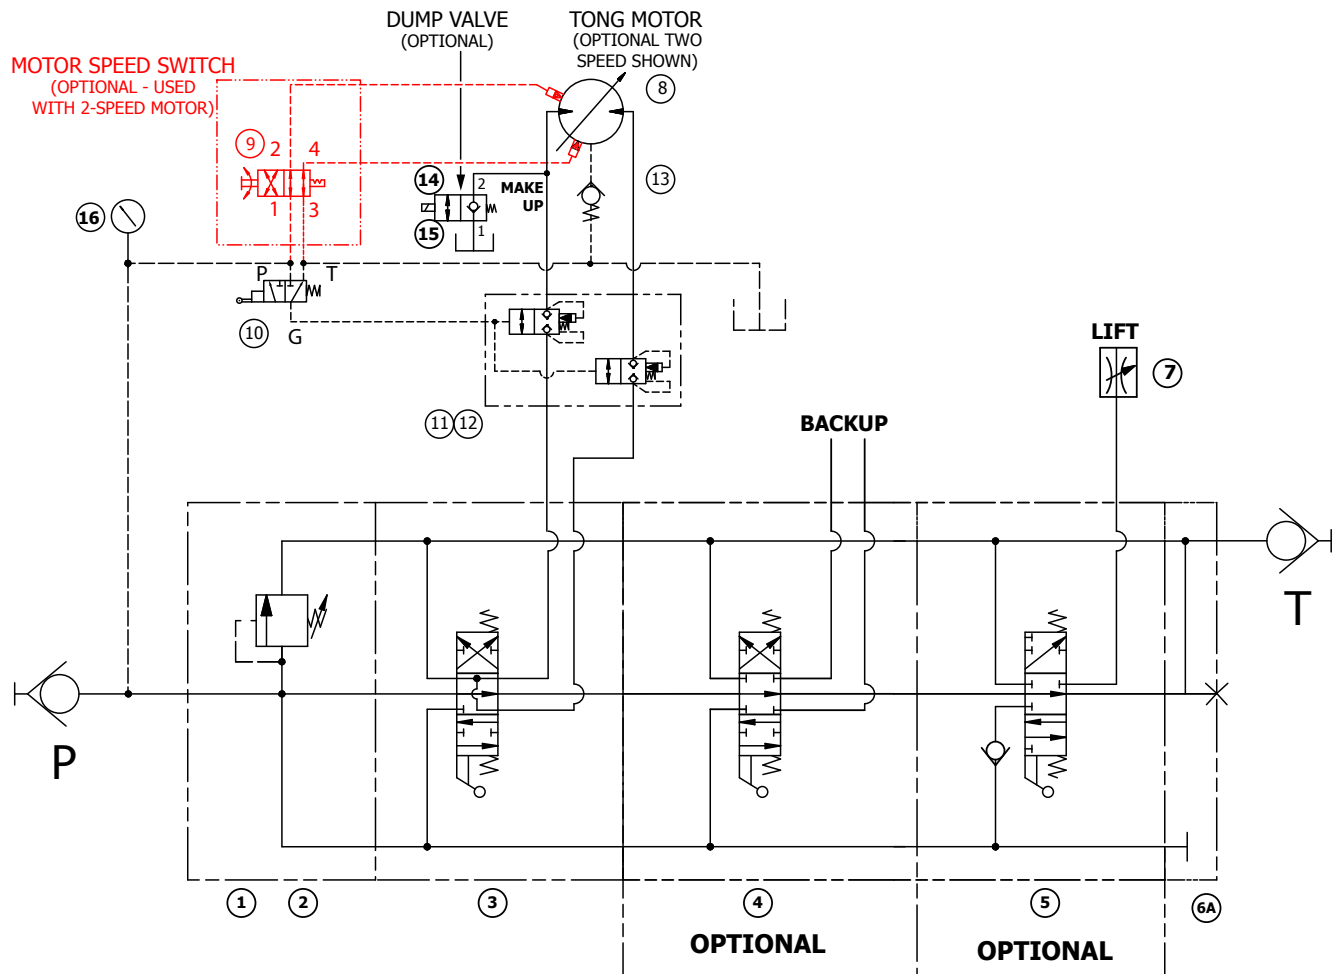 DUMP VALVE
(OPTIONAL)
TONG MOTOR
(OPTIONAL TWO
SPEED SHOWN)
8
MOTOR SPEED SWITCH
(OPTIONAL - USED
WITH 2-SPEED MOTOR)
9
2 4
1 3
14
15
2
1
MAKE
UP
13
16
P T
10
G
11 12
LIFT
7
BACKUP
P
T
1
2
3
4
5
6A
OPTIONAL
OPTIONAL